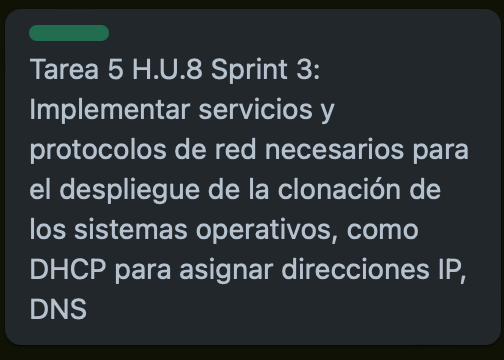 Tarea 5 H.U.8 Sprint 3:
Implementar servicios y
protocolos de red necesarios para
el despliegue de la clonación de
los sistemas operativos, como
DHCP para asignar direcciones IP,
DNS